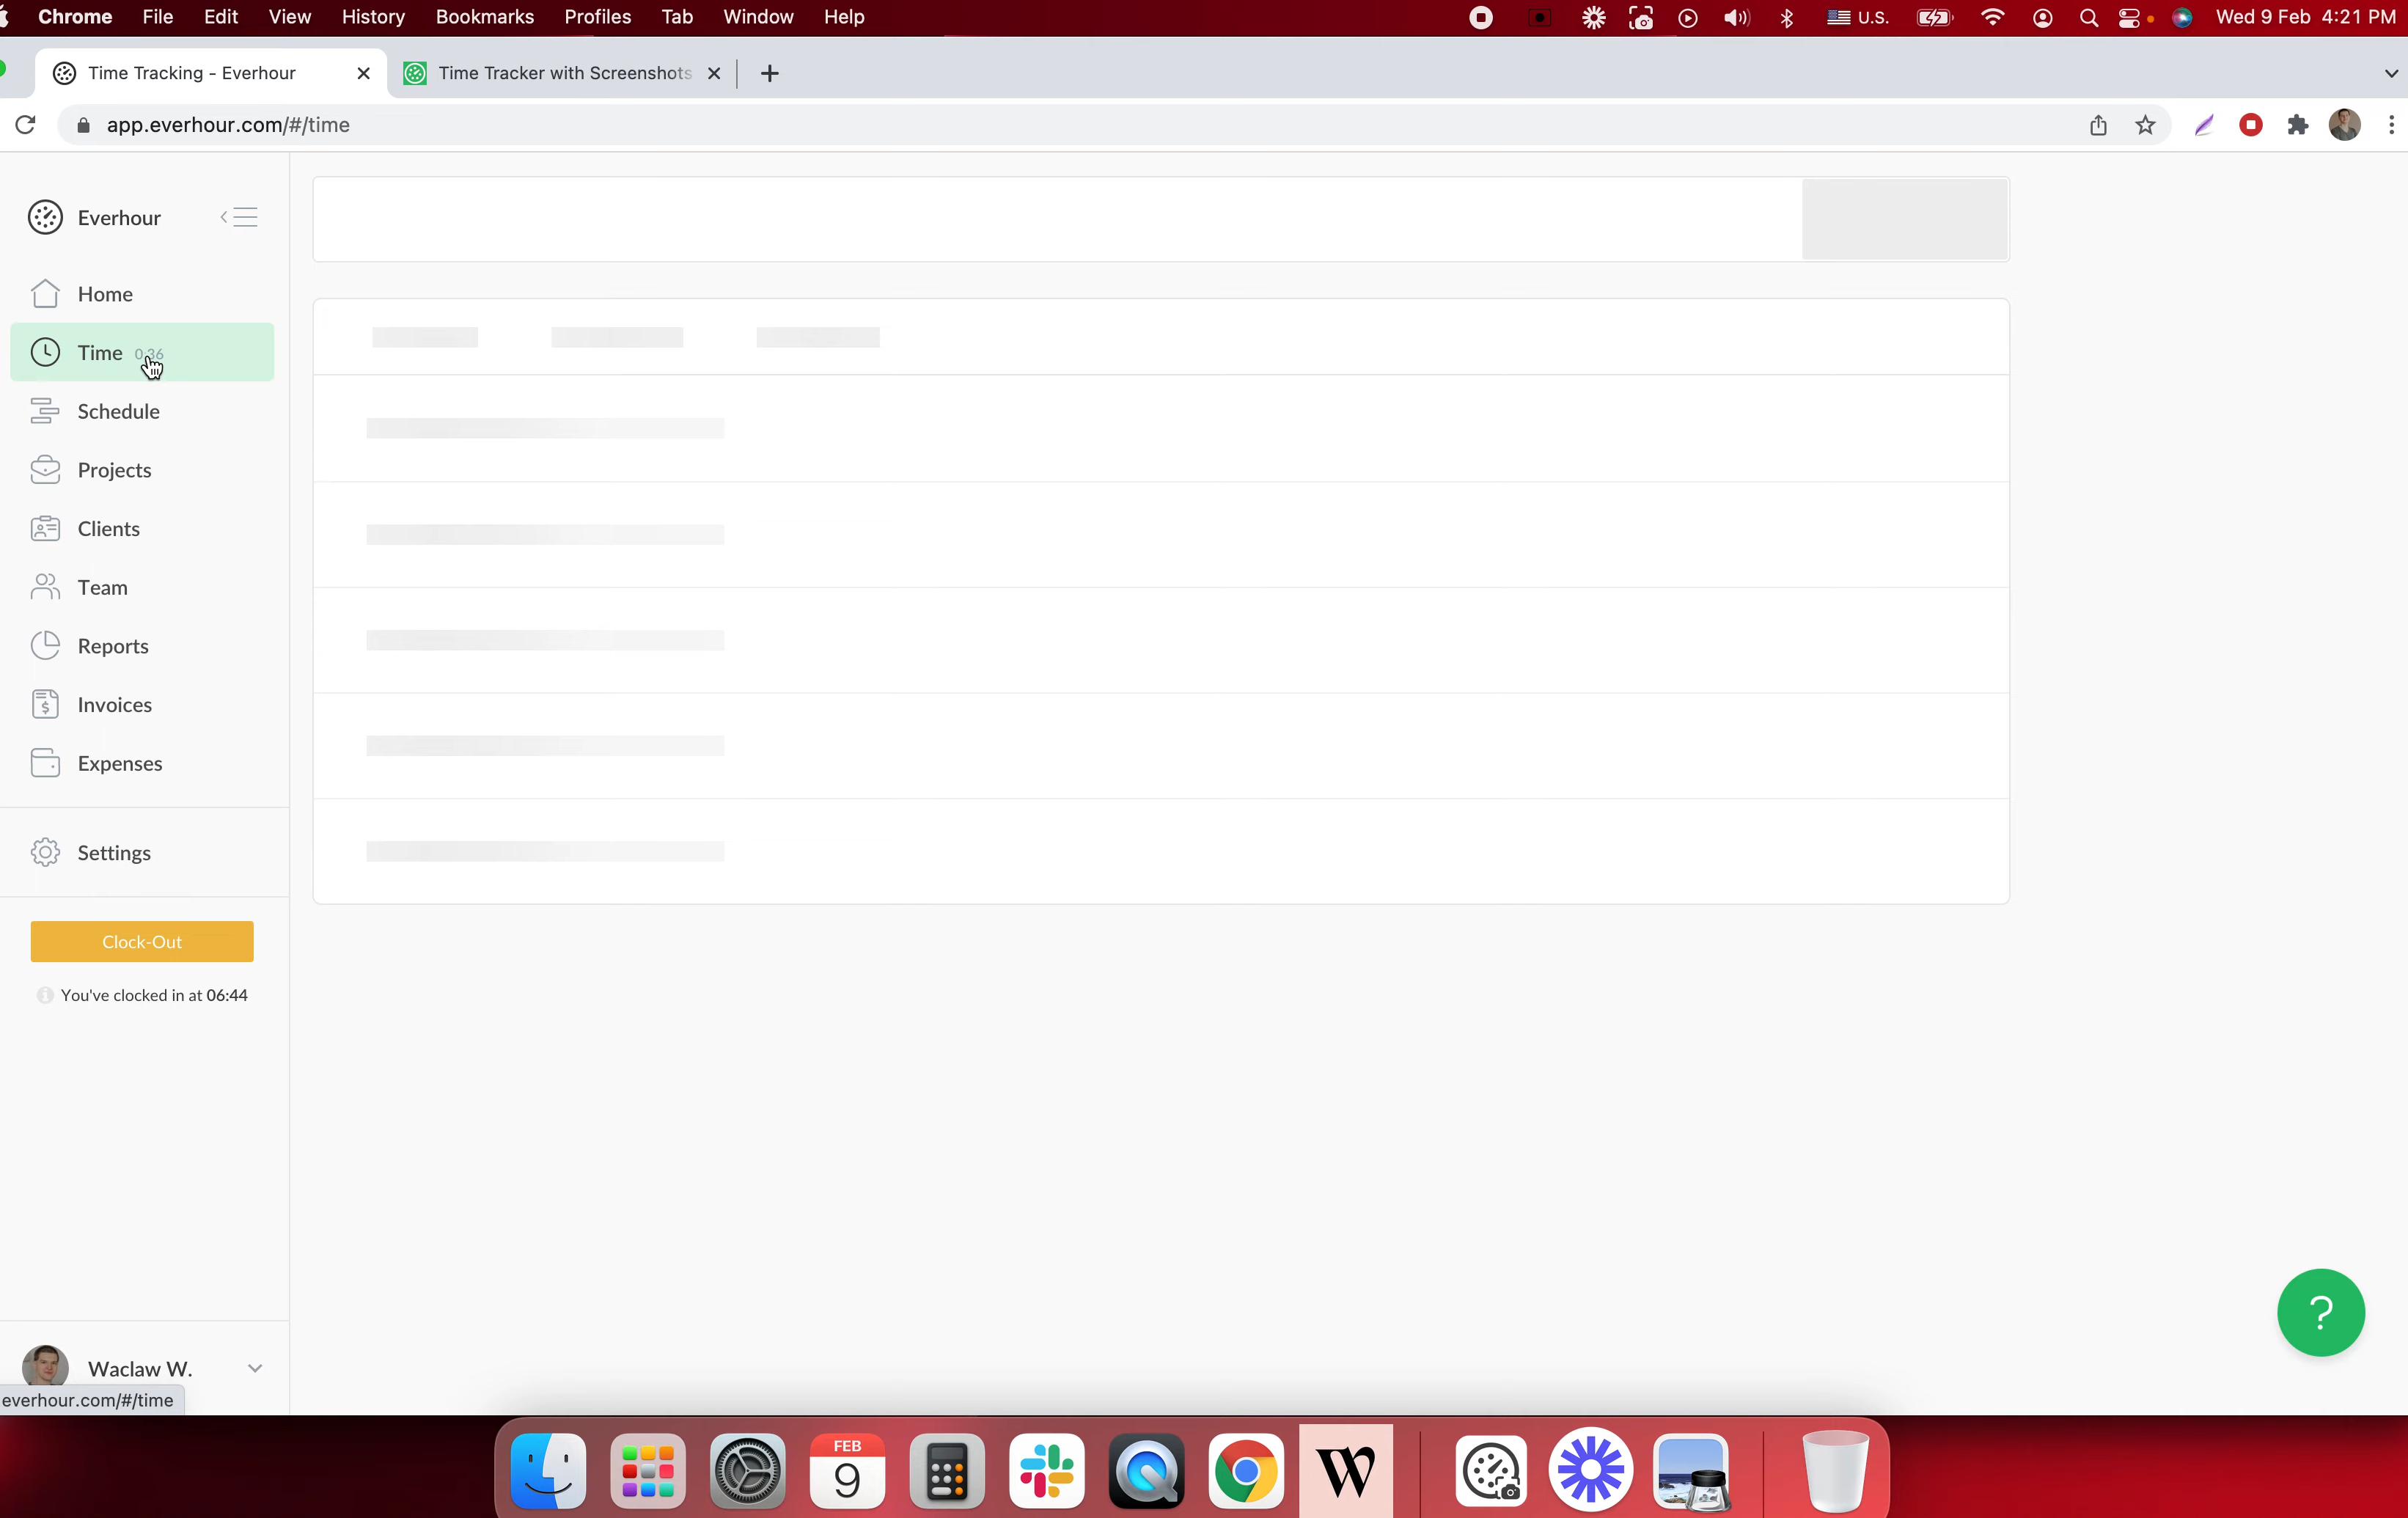 Chrome File Edit View History Bookmarks Profiles Tab Window Help U.S. Wed 9 Feb 4:21 PM
Time Tracking - Everhour Time Tracker with Screenshots
app.everhour.com/#/time
Everhour
Home
Time 0:36
Schedule
Projects
Clients
Team
Reports
Invoices
Expenses
Settings
Clock-Out
You've clocked in at 06:44
?
Waclaw W.
everhour.com/#/time
FEB
9
W